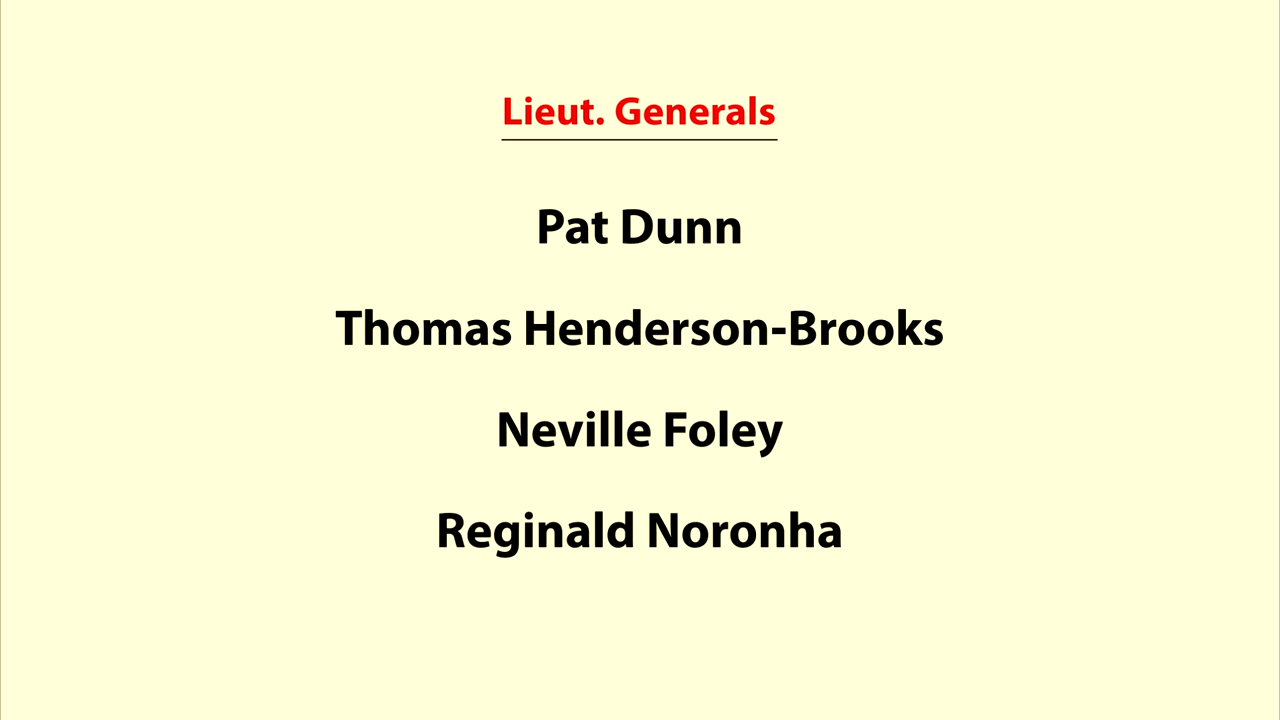 Lieut. Generals
Pat Dunn
Thomas Henderson-Brooks
Neville Foley
Reginald Noronha